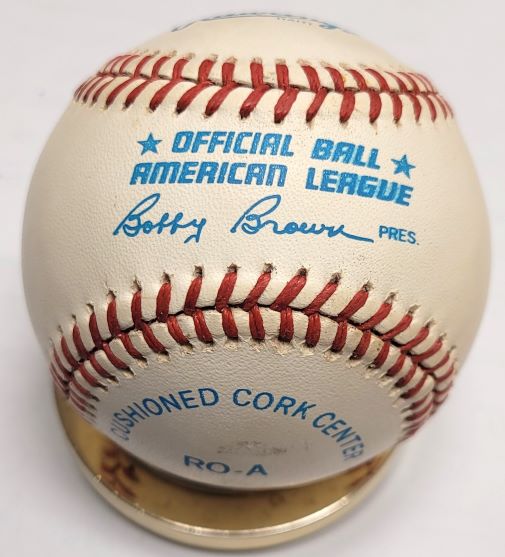 ★ OFFICIAL BALL ★
AMERICAN LEAGUE
Bobby Brown PRES.
CUSHIONED CORK CENTER
RO-A